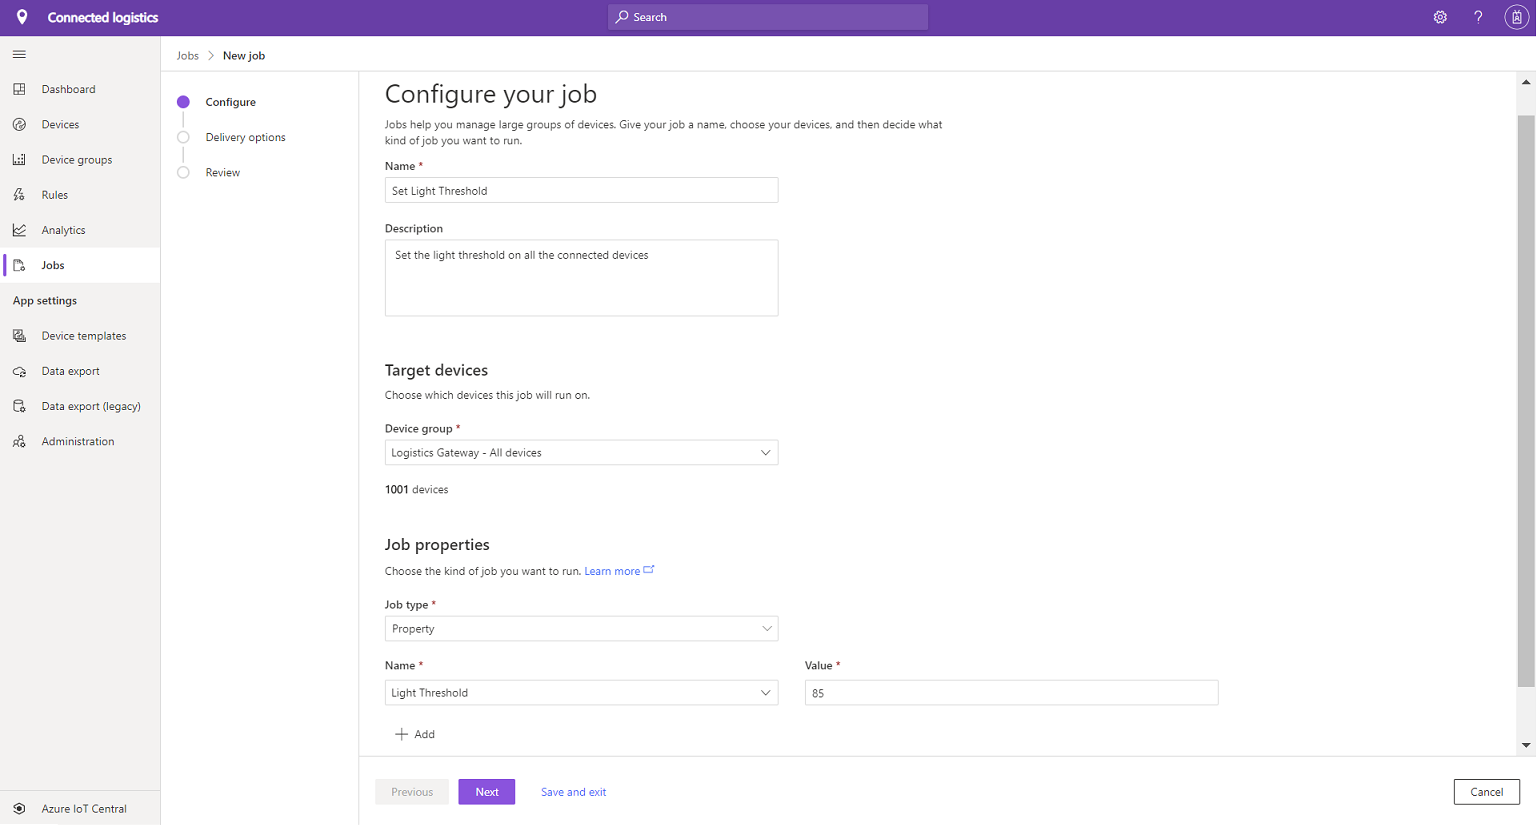 Connected logistics
Search
Jobs > New job
Dashboard
Devices
Device groups
Rules
Analytics
Jobs
App settings
Device templates
Data export
Data export (legacy)
Administration
Azure IoT Central
Configure
Delivery options
Review
Configure your job
Jobs help you manage large groups of devices. Give your job a name, choose your devices, and then decide what
kind of job you want to run.
Name *
Set Light Threshold
Description
Set the light threshold on all the connected devices
Target devices
Choose which devices this job will run on.
Device group *
Logistics Gateway - All devices
1001 devices
Job properties
Choose the kind of job you want to run. Learn more
Job type *
Property
Name * Value *
Light Threshold 85
+ Add
Previous Next Save and exit Cancel